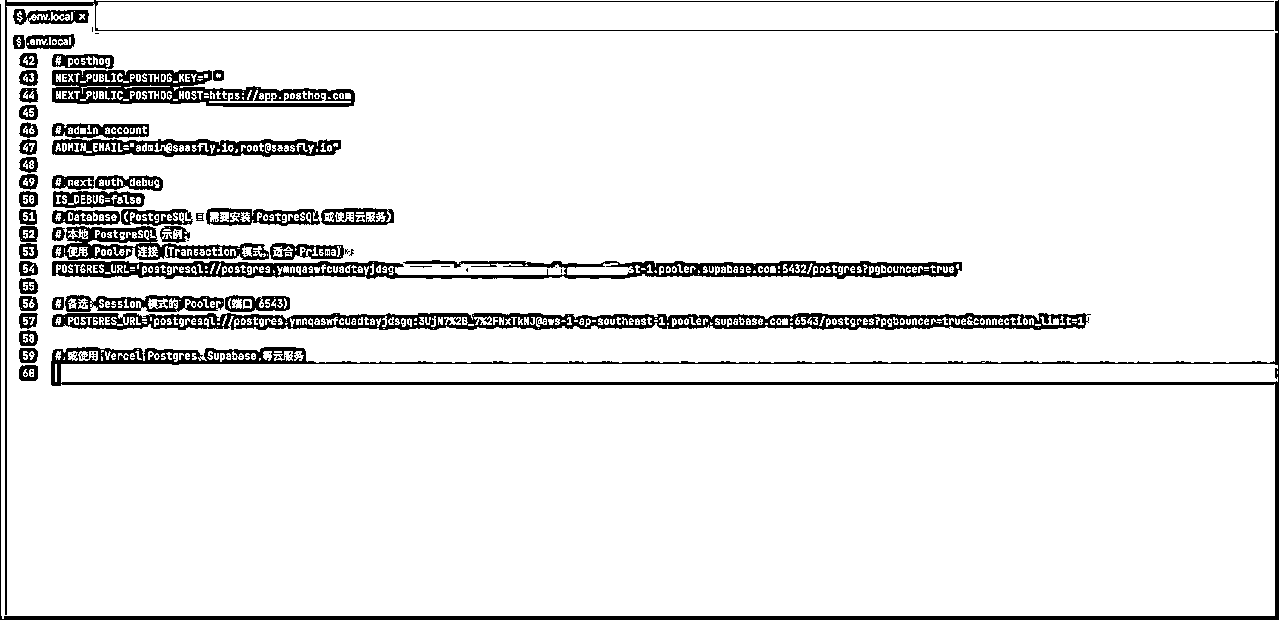 .env.local
.env.local
42 # posthog
43 NEXT_PUBLIC_POSTHOG_KEY=" "
44 NEXT_PUBLIC_POSTHOG_HOST=https://app.posthog.com
45
46 # admin account
47 ADMIN_EMAIL="admin@saasfly.io,root@saasfly.io"
48
49 # next auth debug
50 IS_DEBUG=false
51 # Database (PostgreSQL - 需要安装 PostgreSQL 或使用云服务)
52 # 本地 PostgreSQL 示例:
53 # 使用 Pooler 连接 (Transaction 模式, 适合 Prisma)
54 POSTGRES_URL='postgresql://postgres.ymnqaswfcuadtayjdsg st-1.pooler.supabase.com:5432/postgres?pgbouncer=true'
55
56 # 备选: Session 模式的 Pooler (端口 6543)
57 # POSTGRES_URL='postgresql://postgres.ymnqaswfcuadtayjdsgq: @aws-1-ap-southeast-1.pooler.supabase.com:6543/postgres?pgbouncer=true&connection_limit=1'
58
59 # 或使用 Vercel Postgres、Supabase 等云服务
60